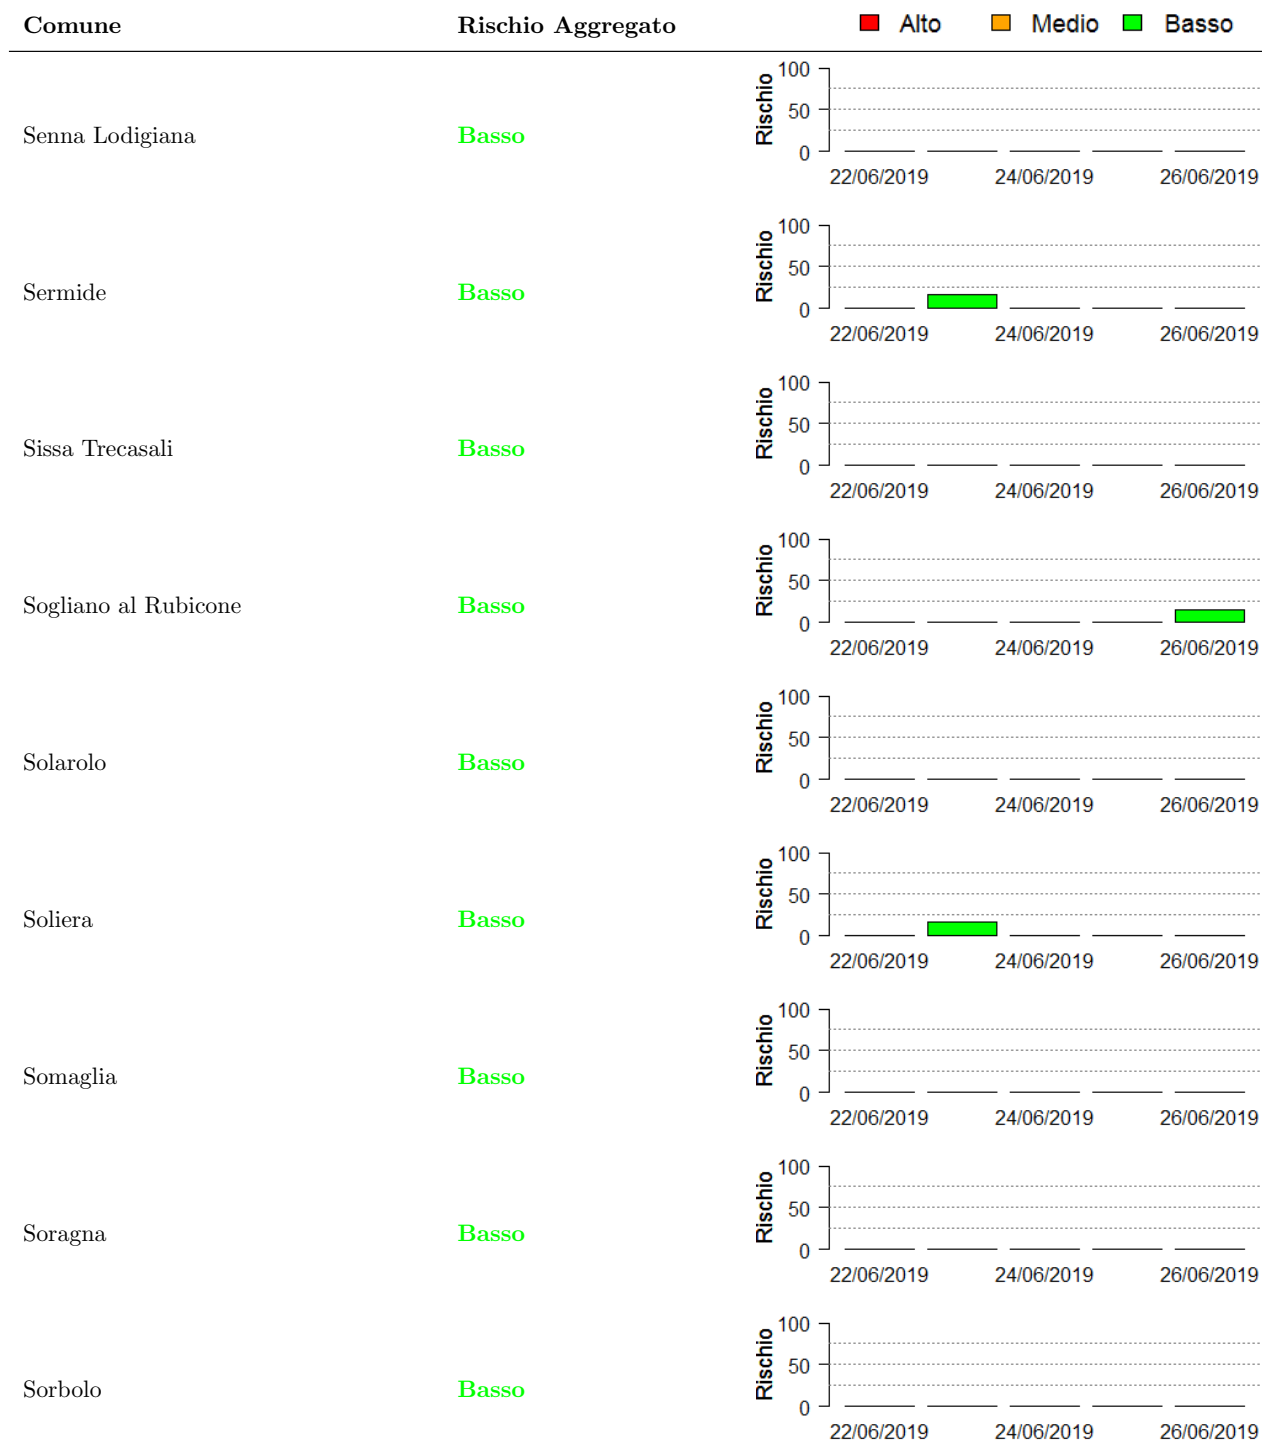 Comune Rischio Aggregato Alto Medio Basso
Senna Lodigiana Basso Rischio 100 50 0
22/06/2019 24/06/2019 26/06/2019
Sermide Basso Rischio 100 50 0
22/06/2019 24/06/2019 26/06/2019
Sissa Trecasali Basso Rischio 100 50 0
22/06/2019 24/06/2019 26/06/2019
Sogliano al Rubicone Basso Rischio 100 50 0
22/06/2019 24/06/2019 26/06/2019
Solarolo Basso Rischio 100 50 0
22/06/2019 24/06/2019 26/06/2019
Soliera Basso Rischio 100 50 0
22/06/2019 24/06/2019 26/06/2019
Somaglia Basso Rischio 100 50 0
22/06/2019 24/06/2019 26/06/2019
Soragna Basso Rischio 100 50 0
22/06/2019 24/06/2019 26/06/2019
Sorbolo Basso Rischio 100 50 0
22/06/2019 24/06/2019 26/06/2019